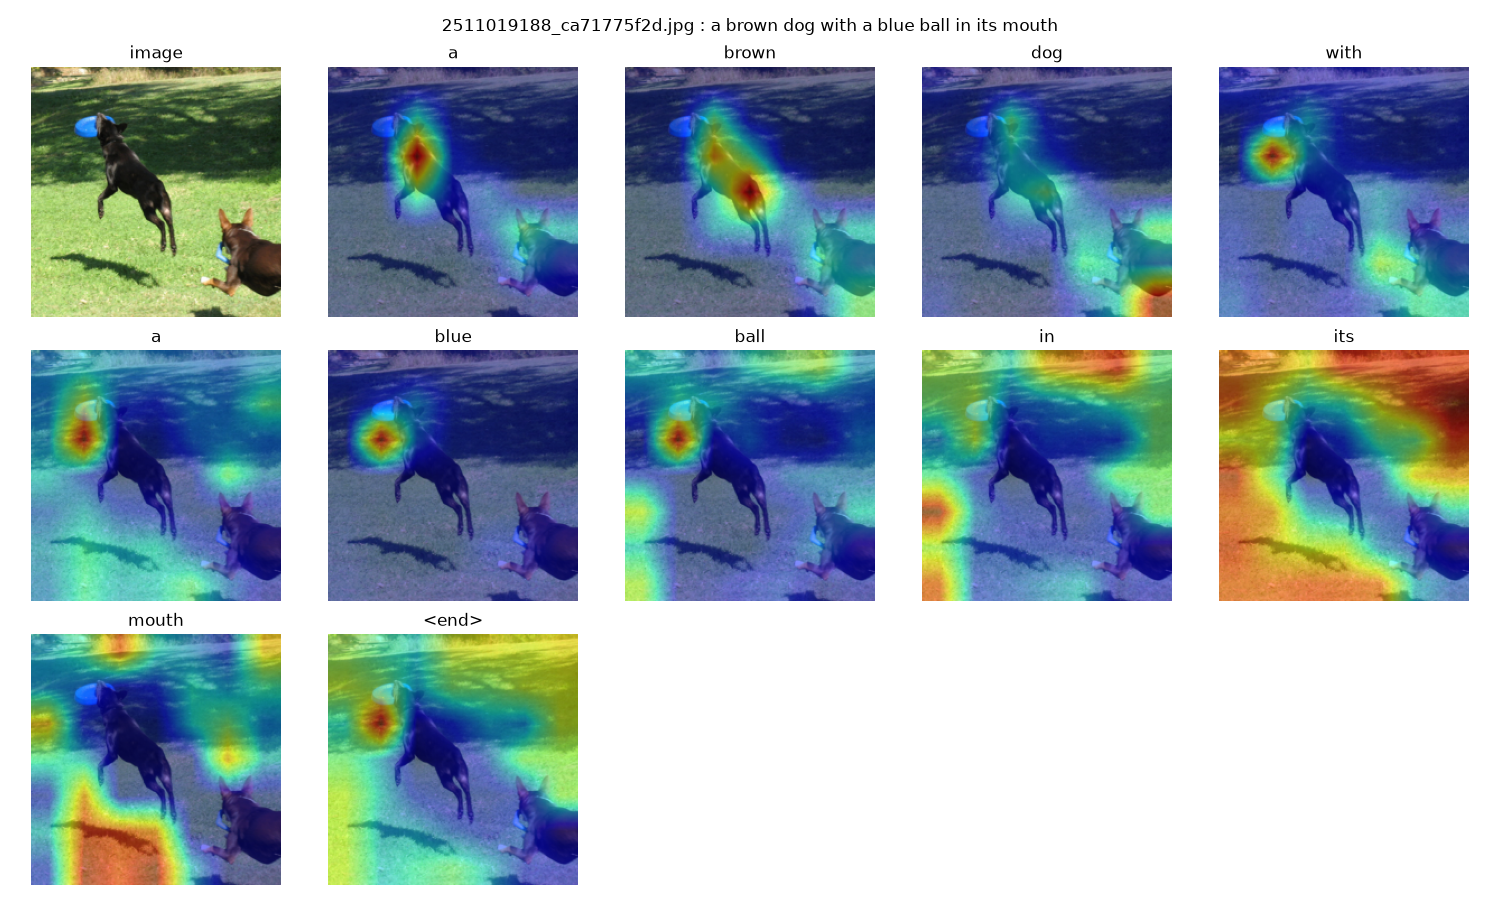 2511019188_ca71775f2d.jpg : a brown dog with a blue ball in its mouth
image a brown dog with
a blue ball in its
mouth <end>